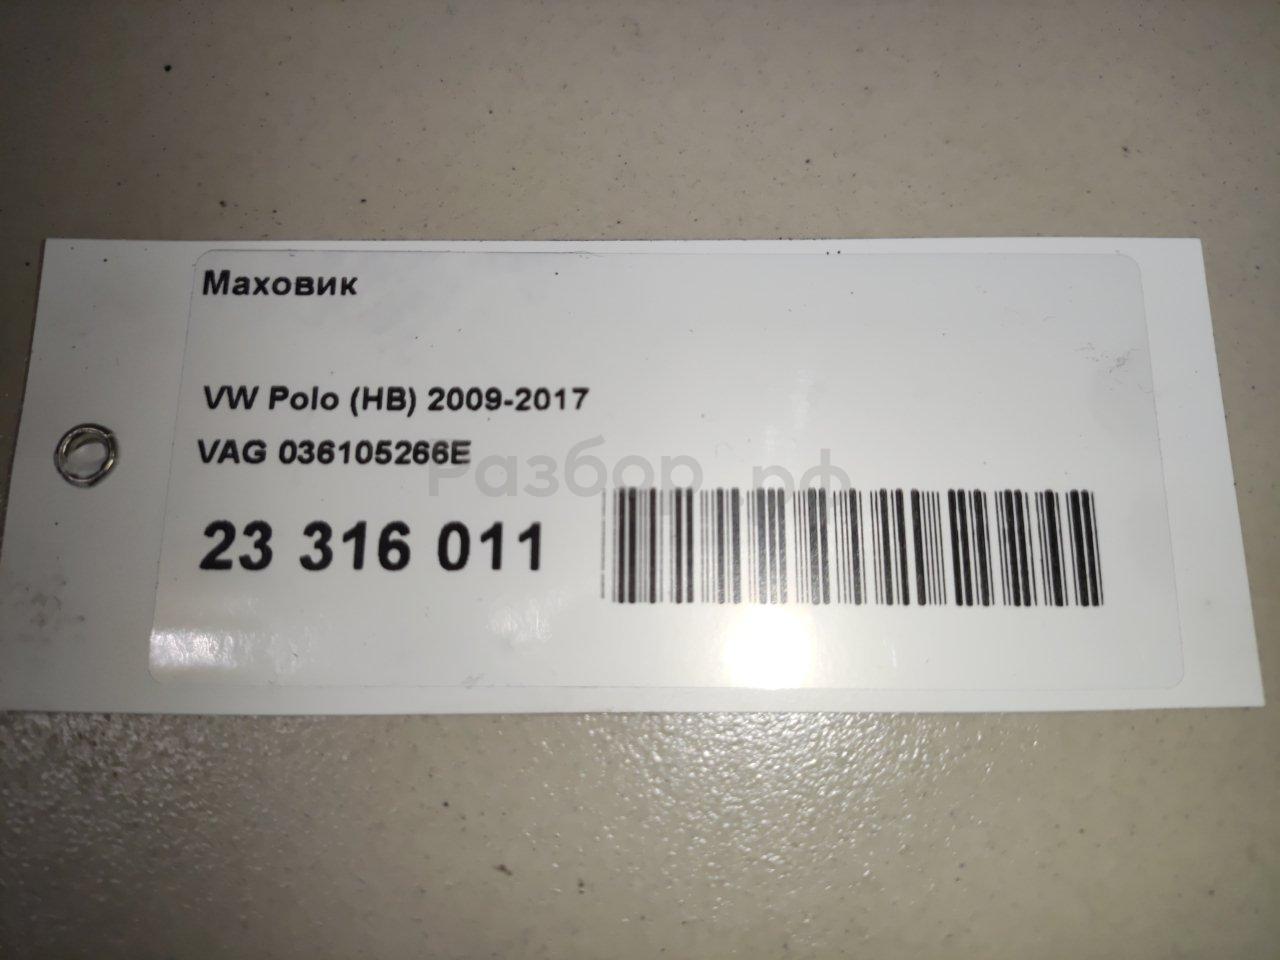 Маховик
VW Polo (HB) 2009-2017
VAG 036105266E
Разбор.рф
23 316 011